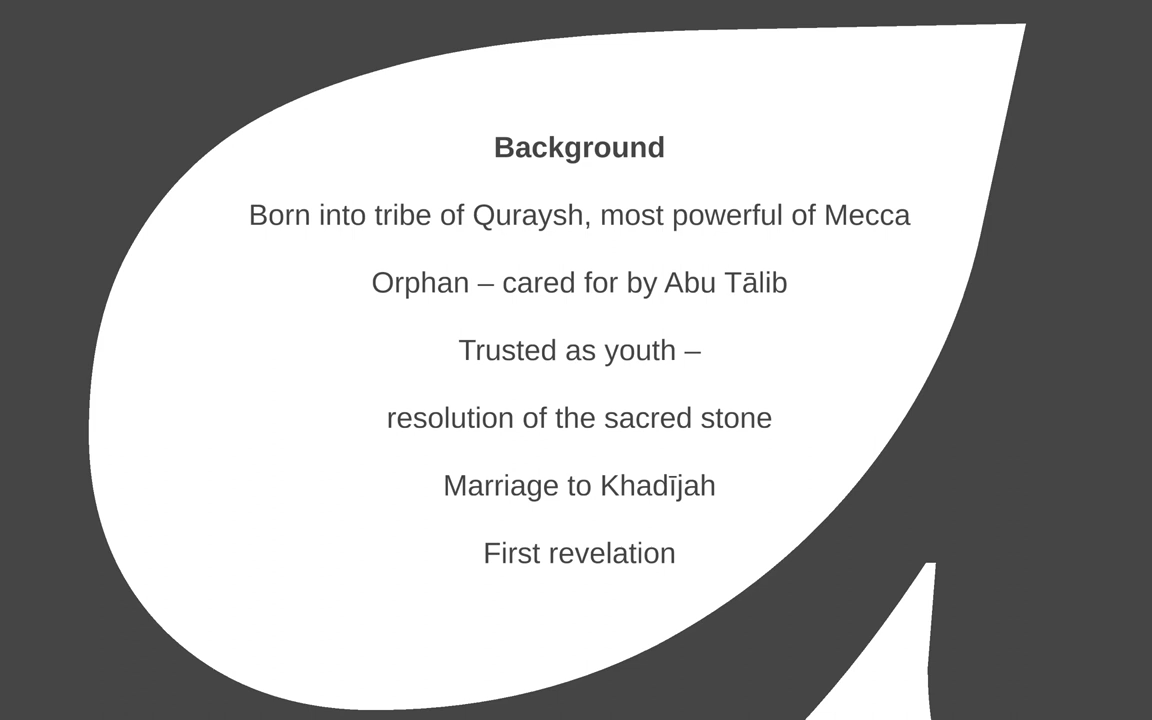 Background
Born into tribe of Quraysh, most powerful of Mecca
Orphan – cared for by Abu Tālib
Trusted as youth –
resolution of the sacred stone
Marriage to Khadījah
First revelation